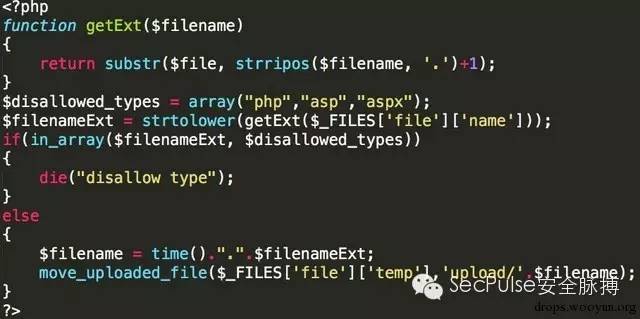 <?php
function getExt($filename)
{
    return substr($file, strripos($filename, '.')+1);
}
$disallowed_types = array("php","asp","aspx");
$filenameExt = strtolower(getExt($_FILES['file']['name']));
if(in_array($filenameExt, $disallowed_types))
{
    die("disallow type");
}
else
{
    $filename = time().".".$filenameExt;
    move_uploaded_file($_FILES['file']['temp'],'upload/'.$filename);
}
?>
SecPulse安全脉搏
drops.wooyun.org